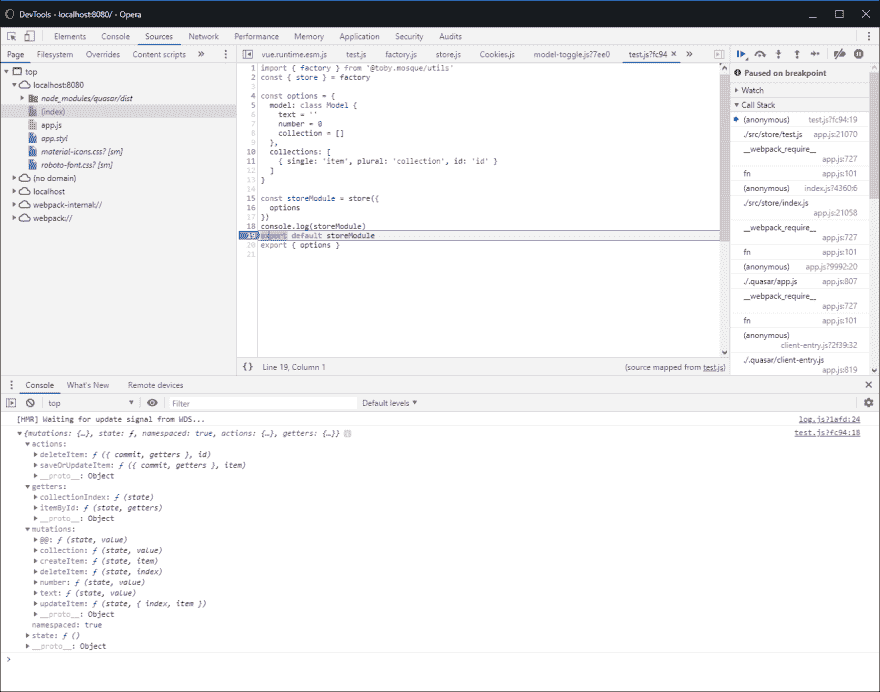 DevTools - localhost:8080/ - Opera
Elements Console Sources Network Performance Memory Application Security Audits
Page Filesystem Overrides Content scripts »
vue.runtime.esm.js test.js factory.js store.js Cookies.js model-toggle.js?7ee0 test.js?fc94 × »
top
localhost:8080
node_modules/quasar/dist
(index)
app.js
app.styl
material-icons.css? [sm]
roboto-font.css? [sm]
(no domain)
localhost
webpack-internal://
webpack://
1 import { factory } from '@toby.mosque/utils'
2 const { store } = factory
3
4 const options = {
5 model: class Model {
6 text = ''
7 number = 0
8 collection = []
9 },
10 collections: [
11 { single: 'item', plural: 'collection', id: 'id' }
12 ]
13 }
14
15 const storeModule = store({
16 options
17 })
18 console.log(storeModule)
19 export default storeModule
20 export { options }
21
{} Line 19, Column 1 (source mapped from test.js)
Paused on breakpoint
Watch
Call Stack
(anonymous) test.js?fc94:19
./src/store/test.js app.js:21070
__webpack_require__
app.js:727
fn app.js:101
(anonymous) index.js?4360:6
./src/store/index.js
app.js:21058
__webpack_require__
app.js:727
fn app.js:101
(anonymous) app.js?9992:20
./.quasar/app.js app.js:807
__webpack_require__
app.js:727
fn app.js:101
(anonymous)
client-entry.js?2f39:32
./.quasar/client-entry.js
app.js:819
Console What's New Remote devices ×
top Filter Default levels
[HMR] Waiting for update signal from WDS... log.js?1afd:24
{mutations: {…}, state: ƒ, namespaced: true, actions: {…}, getters: {…}} test.js?fc94:18
actions:
deleteItem: ƒ ({ commit, getters }, id)
saveOrUpdateItem: ƒ ({ commit, getters }, item)
__proto__: Object
getters:
collectionIndex: ƒ (state)
itemById: ƒ (state, getters)
__proto__: Object
mutations:
@@: ƒ (state, value)
collection: ƒ (state, value)
createItem: ƒ (state, item)
deleteItem: ƒ (state, index)
number: ƒ (state, value)
text: ƒ (state, value)
updateItem: ƒ (state, { index, item })
__proto__: Object
namespaced: true
state: ƒ ()
__proto__: Object
>